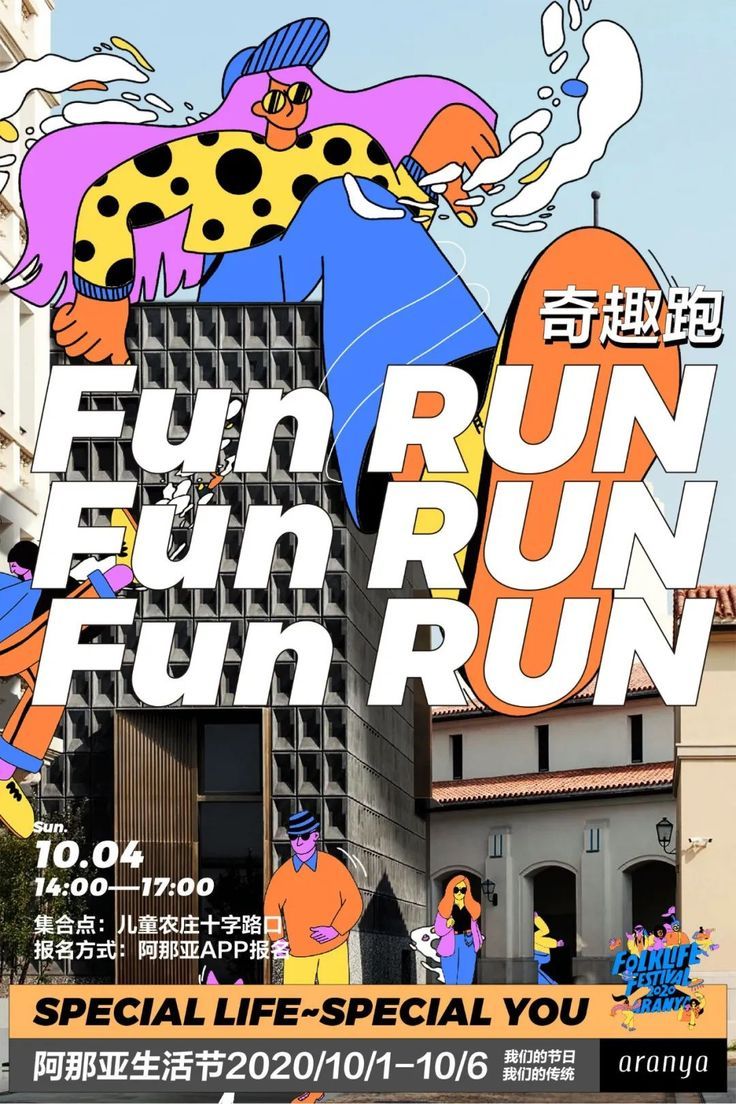 奇趣跑
Fun RUN
Fun RUN
Fun RUN
Sun.
10.04
14:00—17:00
集合点：儿童农庄十字路口
报名方式：阿那亚APP报名
FOLKLIFE
FESTIVAL
2020
ARANYA
SPECIAL LIFE~SPECIAL YOU
阿那亚生活节2020/10/1-10/6
我们的节日
我们的传统
aranya